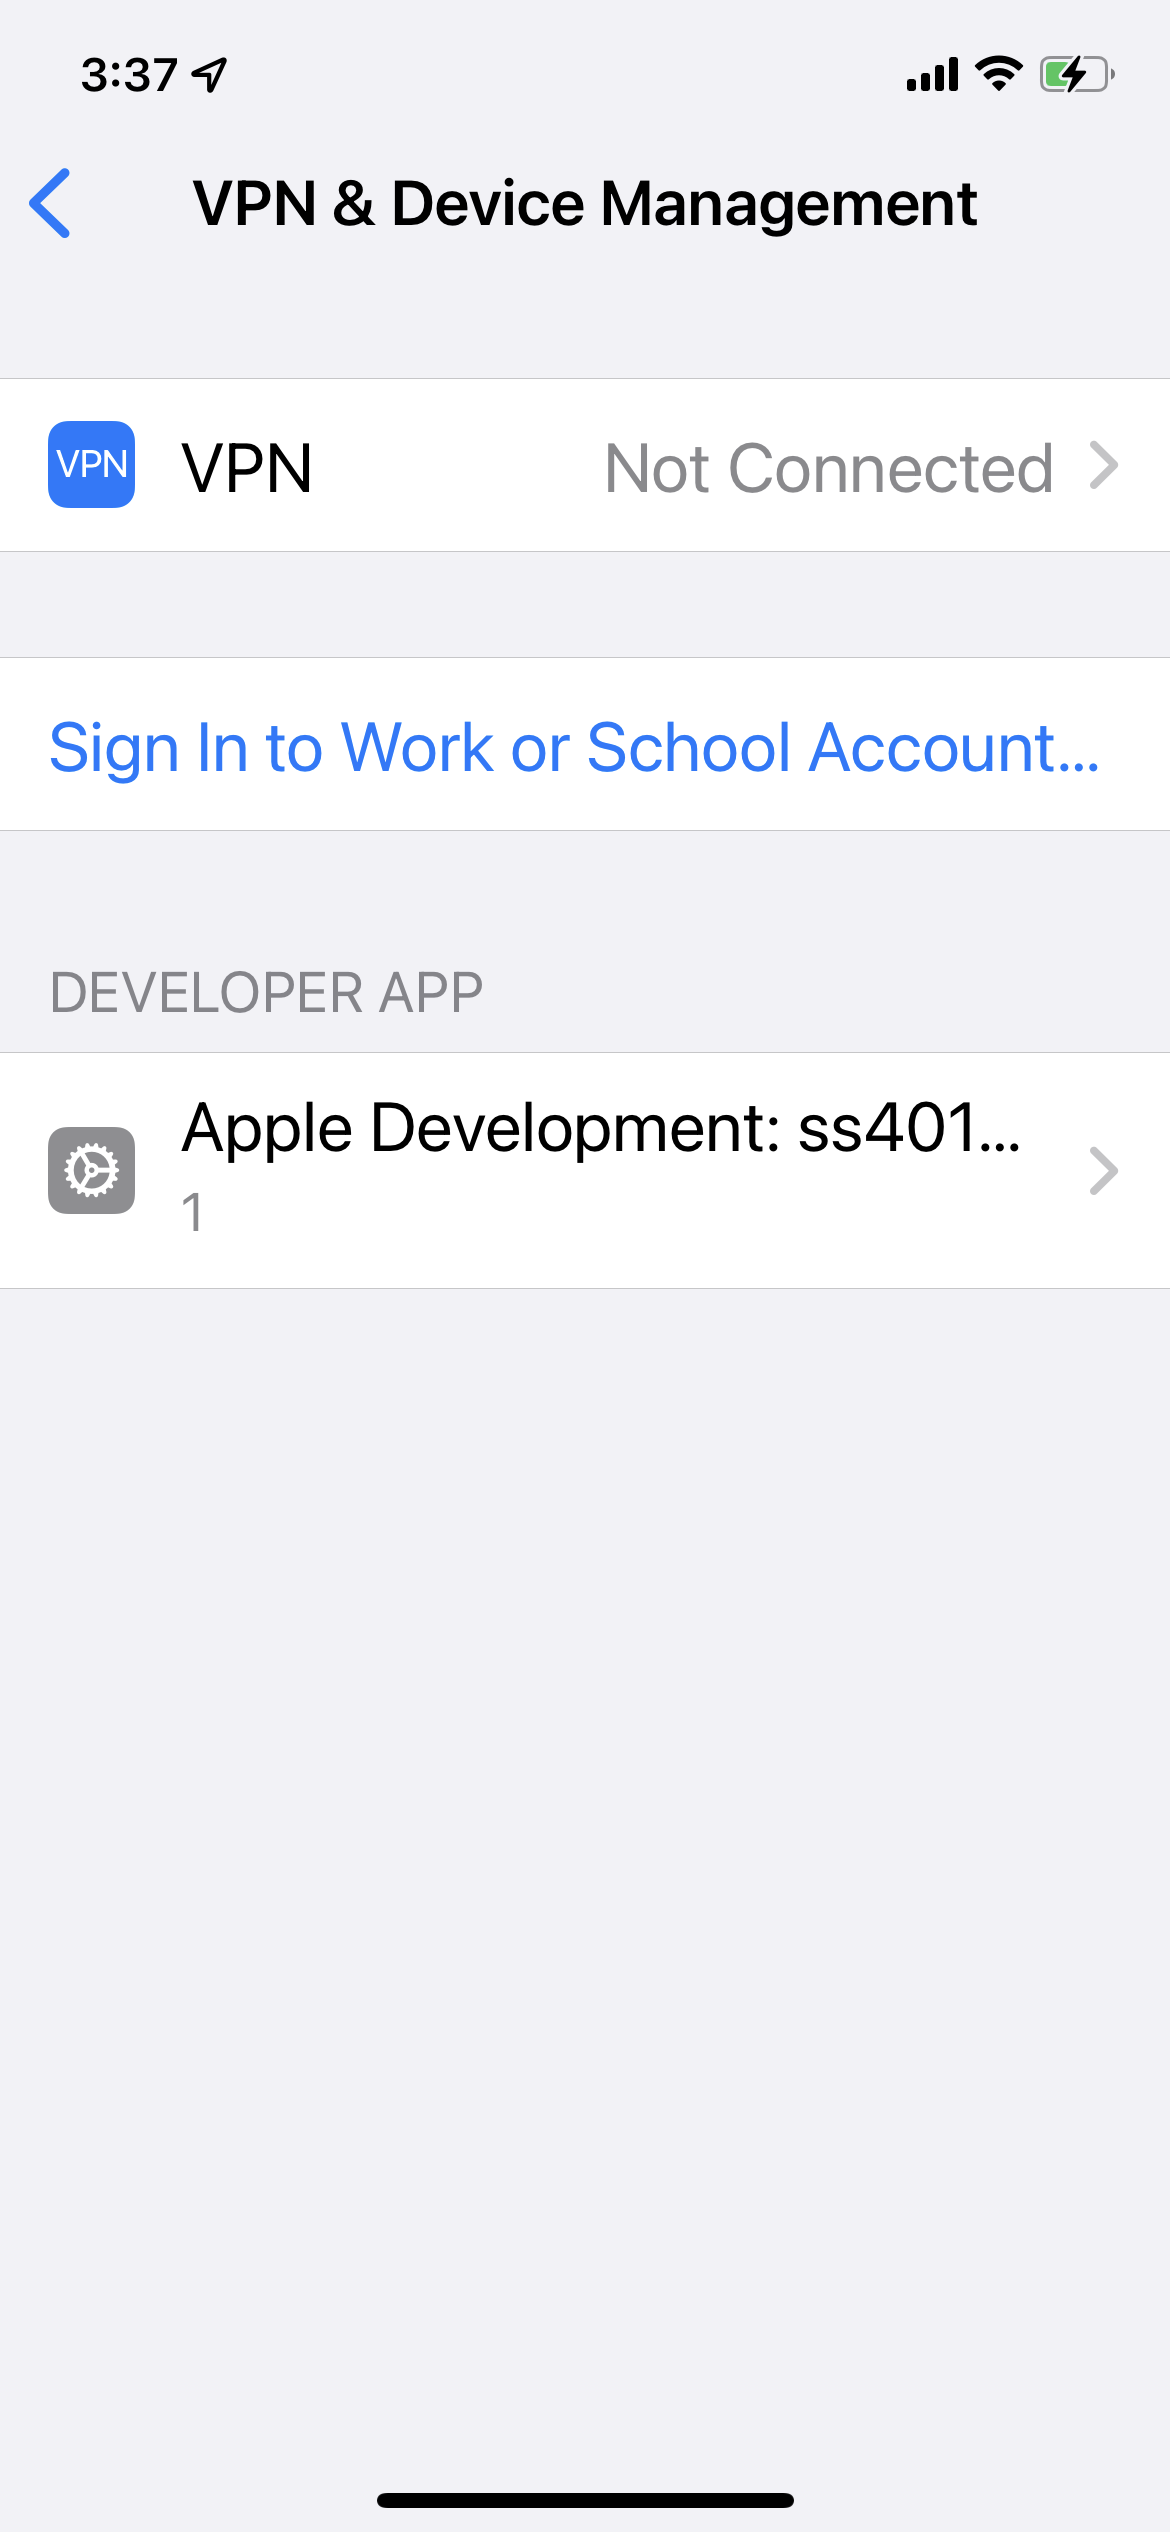 3:37
VPN & Device Management
VPN VPN Not Connected
Sign In to Work or School Account...
DEVELOPER APP
Apple Development: ss401...
1